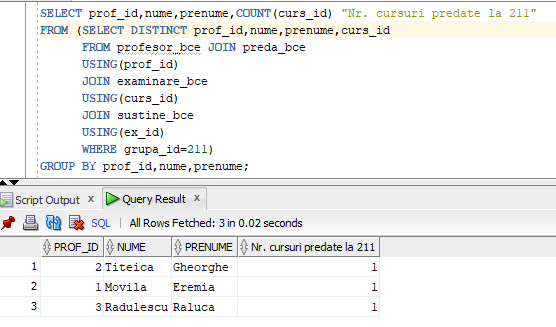 SELECT prof_id,nume,prenume,COUNT(curs_id) "Nr. cursuri predate la 211"
FROM (SELECT DISTINCT prof_id,nume,prenume,curs_id
FROM profesor_bce JOIN preda_bce
USING(prof_id)
JOIN examinare_bce
USING(curs_id)
JOIN sustine_bce
USING(ex_id)
WHERE grupa_id=211)
GROUP BY prof_id,nume,prenume;
Script Output x Query Result x
SQL | All Rows Fetched: 3 in 0.02 seconds
PROF_ID NUME PRENUME Nr. cursuri predate la 211
1 2 Titeica Gheorghe 1
2 1 Movila Eremia 1
3 3 Radulescu Raluca 1